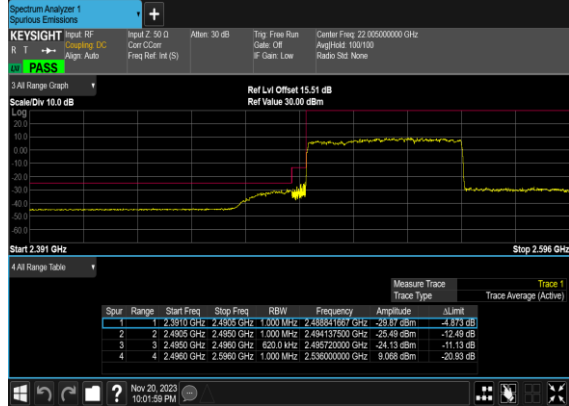 Spectrum Analyzer 1
Spurious Emissions
+
KEYSIGHT Input: RF Input Z: 50 Ω Atten: 30 dB Trig: Free Run Center Freq: 22.005000000 GHz
R T Coupling: DC Corr CCorr Gate: Off Avg|Hold: 100/100
Align: Auto Freq Ref: Int (S) IF Gain: Low Radio Std: None
PASS
3 All Range Graph Ref Lvl Offset 15.51 dB
Scale/Div 10.0 dB Ref Value 30.00 dBm
Log
20.0
10.0
0.00
-10.0
-20.0
-30.0
-40.0
-50.0
-60.0
Start 2.391 GHz Stop 2.596 GHz
4 All Range Table
Measure Trace Trace 1
Trace Type Trace Average (Active)
Spur Range Start Freq Stop Freq RBW Frequency Amplitude ΔLimit
1 1 2.3910 GHz 2.4905 GHz 1.000 MHz 2.488841667 GHz -29.87 dBm -4.873 dB
2 2 2.4905 GHz 2.4950 GHz 1.000 MHz 2.494137500 GHz -25.49 dBm -12.49 dB
3 3 2.4950 GHz 2.4960 GHz 620.0 kHz 2.495720000 GHz -24.13 dBm -11.13 dB
4 4 2.4960 GHz 2.5960 GHz 1.000 MHz 2.536000000 GHz 9.068 dBm -20.93 dB
? Nov 20, 2023
10:01:59 PM